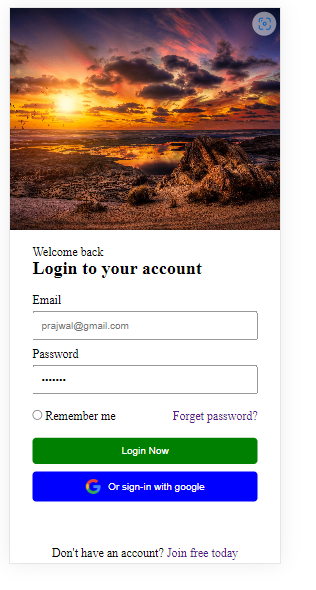 Welcome back
Login to your account
Email
prajwal@gmail.com
Password
•••••••
Remember me Forget password?
Login Now
Or sign-in with google
Don't have an account? Join free today